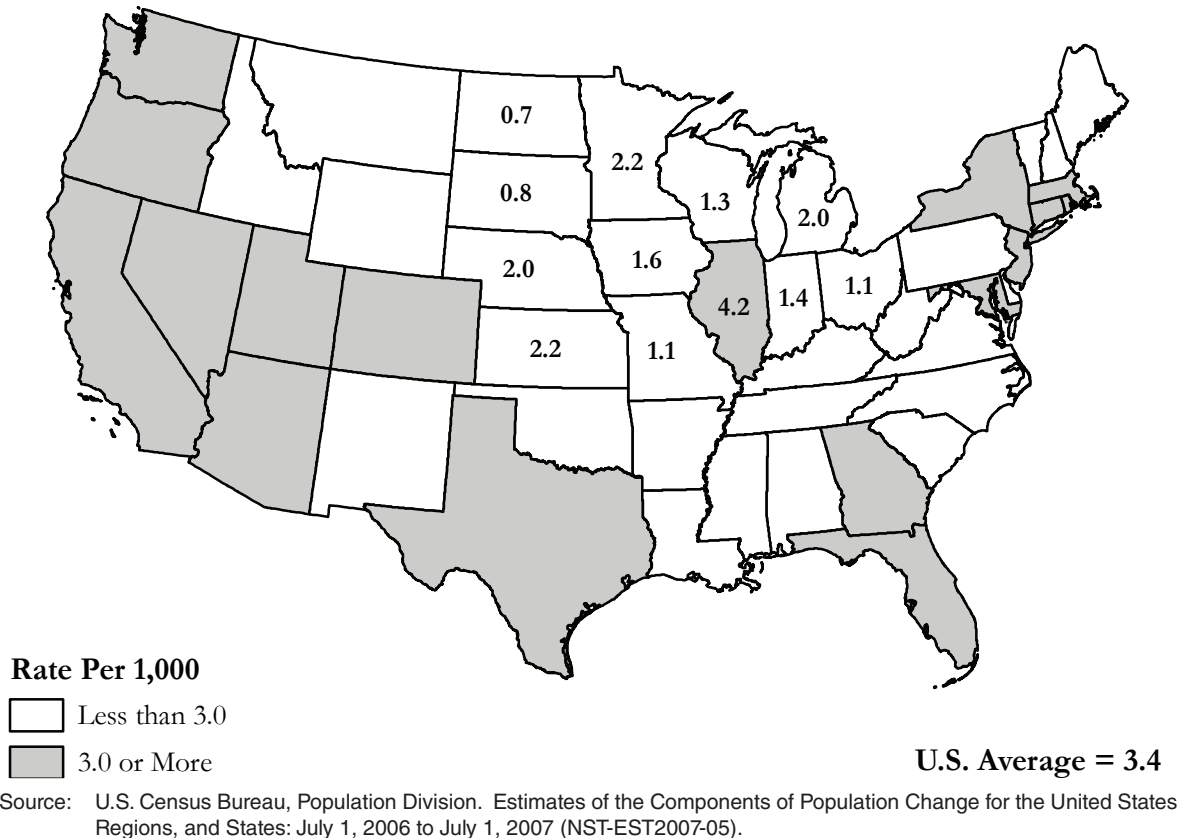 0.7
2.2
0.8
1.3
2.0
2.0
1.6
4.2
1.4
1.1
2.2
1.1
Rate Per 1,000
Less than 3.0
3.0 or More
U.S. Average = 3.4
Source: U.S. Census Bureau, Population Division. Estimates of the Components of Population Change for the United States
Regions, and States: July 1, 2006 to July 1, 2007 (NST-EST2007-05).